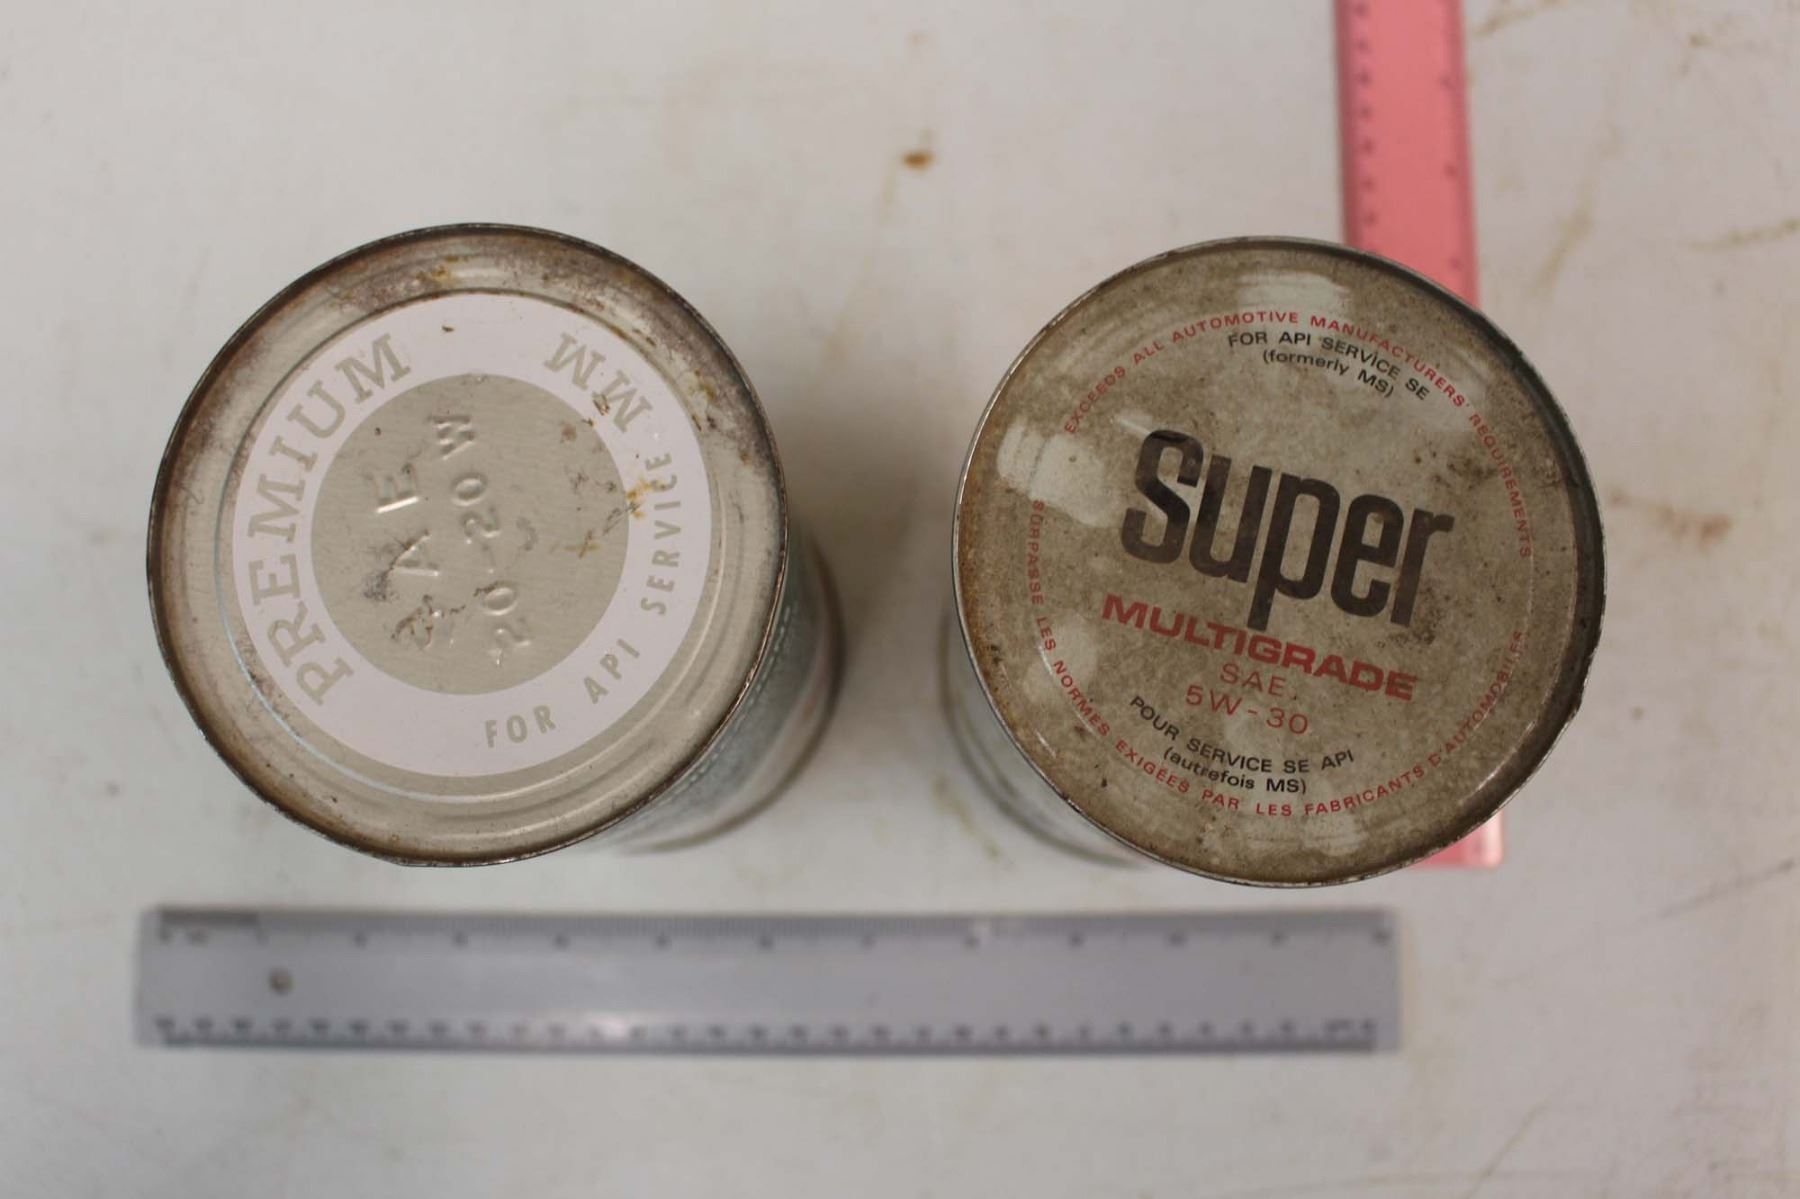 PREMIUM
MM
FOR API SERVICE
SAE
20-20W
EXCEEDS ALL AUTOMOTIVE MANUFACTURERS' REQUIREMENTS
FOR API SERVICE SE
(formerly MS)
super
MULTIGRADE
SAE
5W-30
POUR SERVICE SE API
(autrefois MS)
SURPASSE LES NORMES EXIGÉES PAR LES FABRICANTS D'AUTOMOBILES